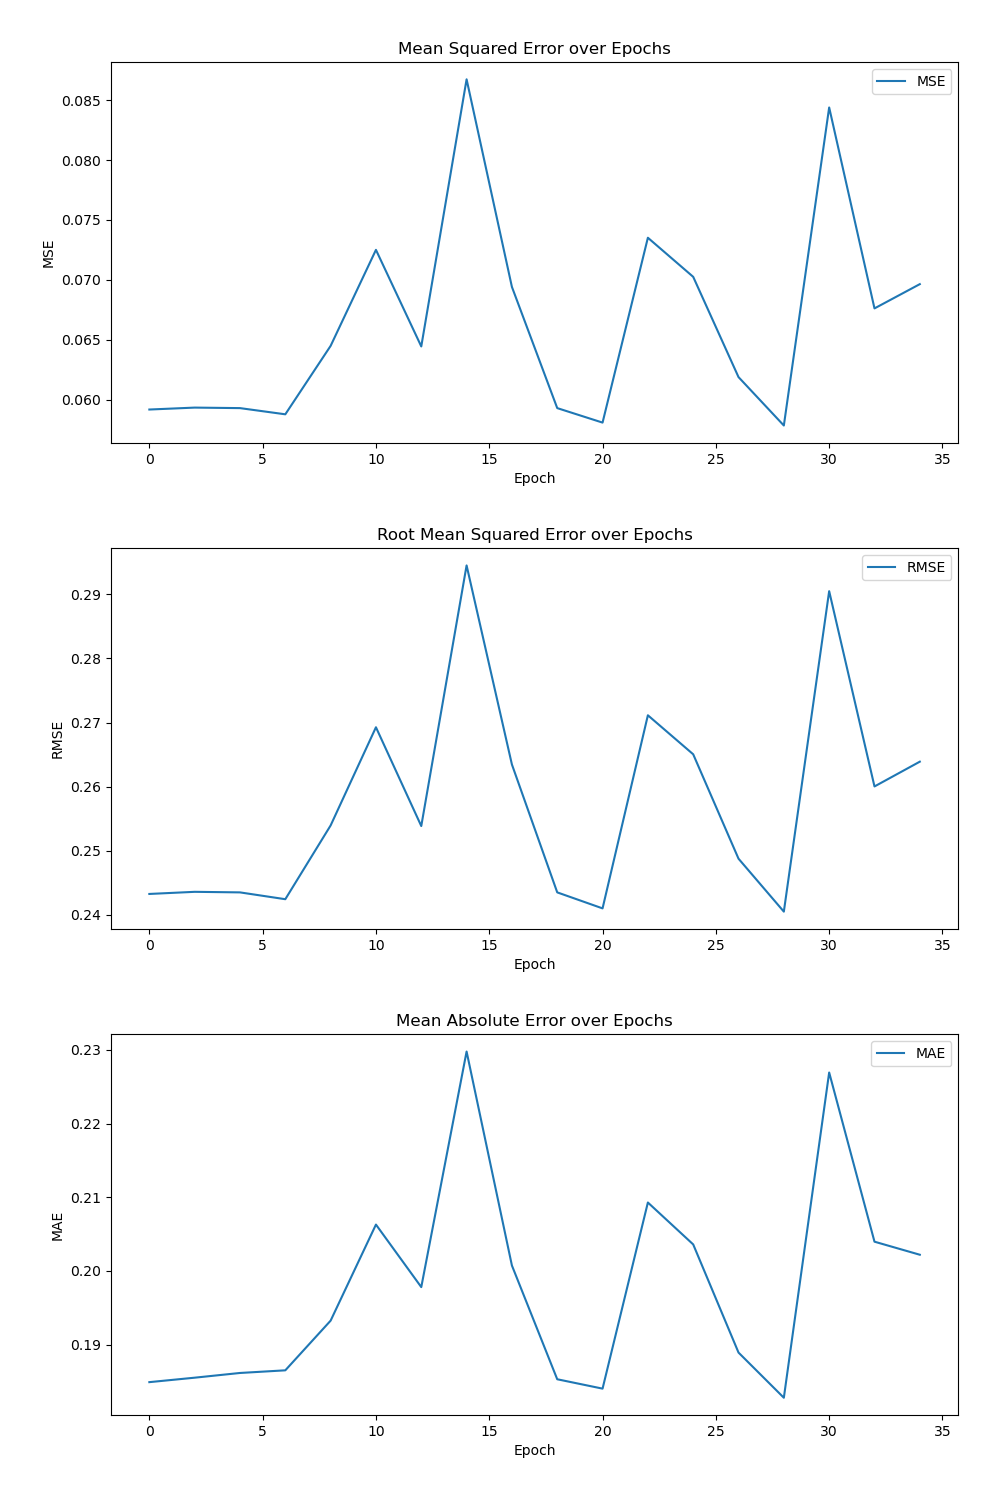 Mean Squared Error over Epochs
MSE
0.085
0.080
0.075
0.070
0.065
0.060
MSE
0 5 10 15 20 25 30 35
Epoch
Root Mean Squared Error over Epochs
RMSE
0.29
0.28
0.27
0.26
0.25
0.24
RMSE
0 5 10 15 20 25 30 35
Epoch
Mean Absolute Error over Epochs
MAE
0.23
0.22
0.21
0.20
0.19
MAE
0 5 10 15 20 25 30 35
Epoch